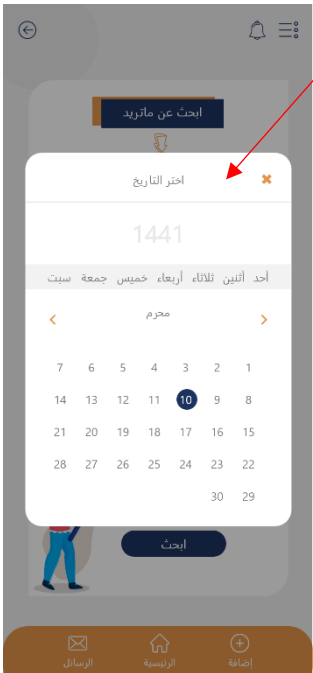 ابحث عن ماتريد
اختر التاريخ
1441
أحد أثنين ثلاثاء أربعاء خميس جمعة سبت
محرم
1 2 3 4 5 6 7
8 9 10 11 12 13 14
15 16 17 18 19 20 21
22 23 24 25 26 27 28
29 30
ابحث
إضافة الرئيسية الرسائل